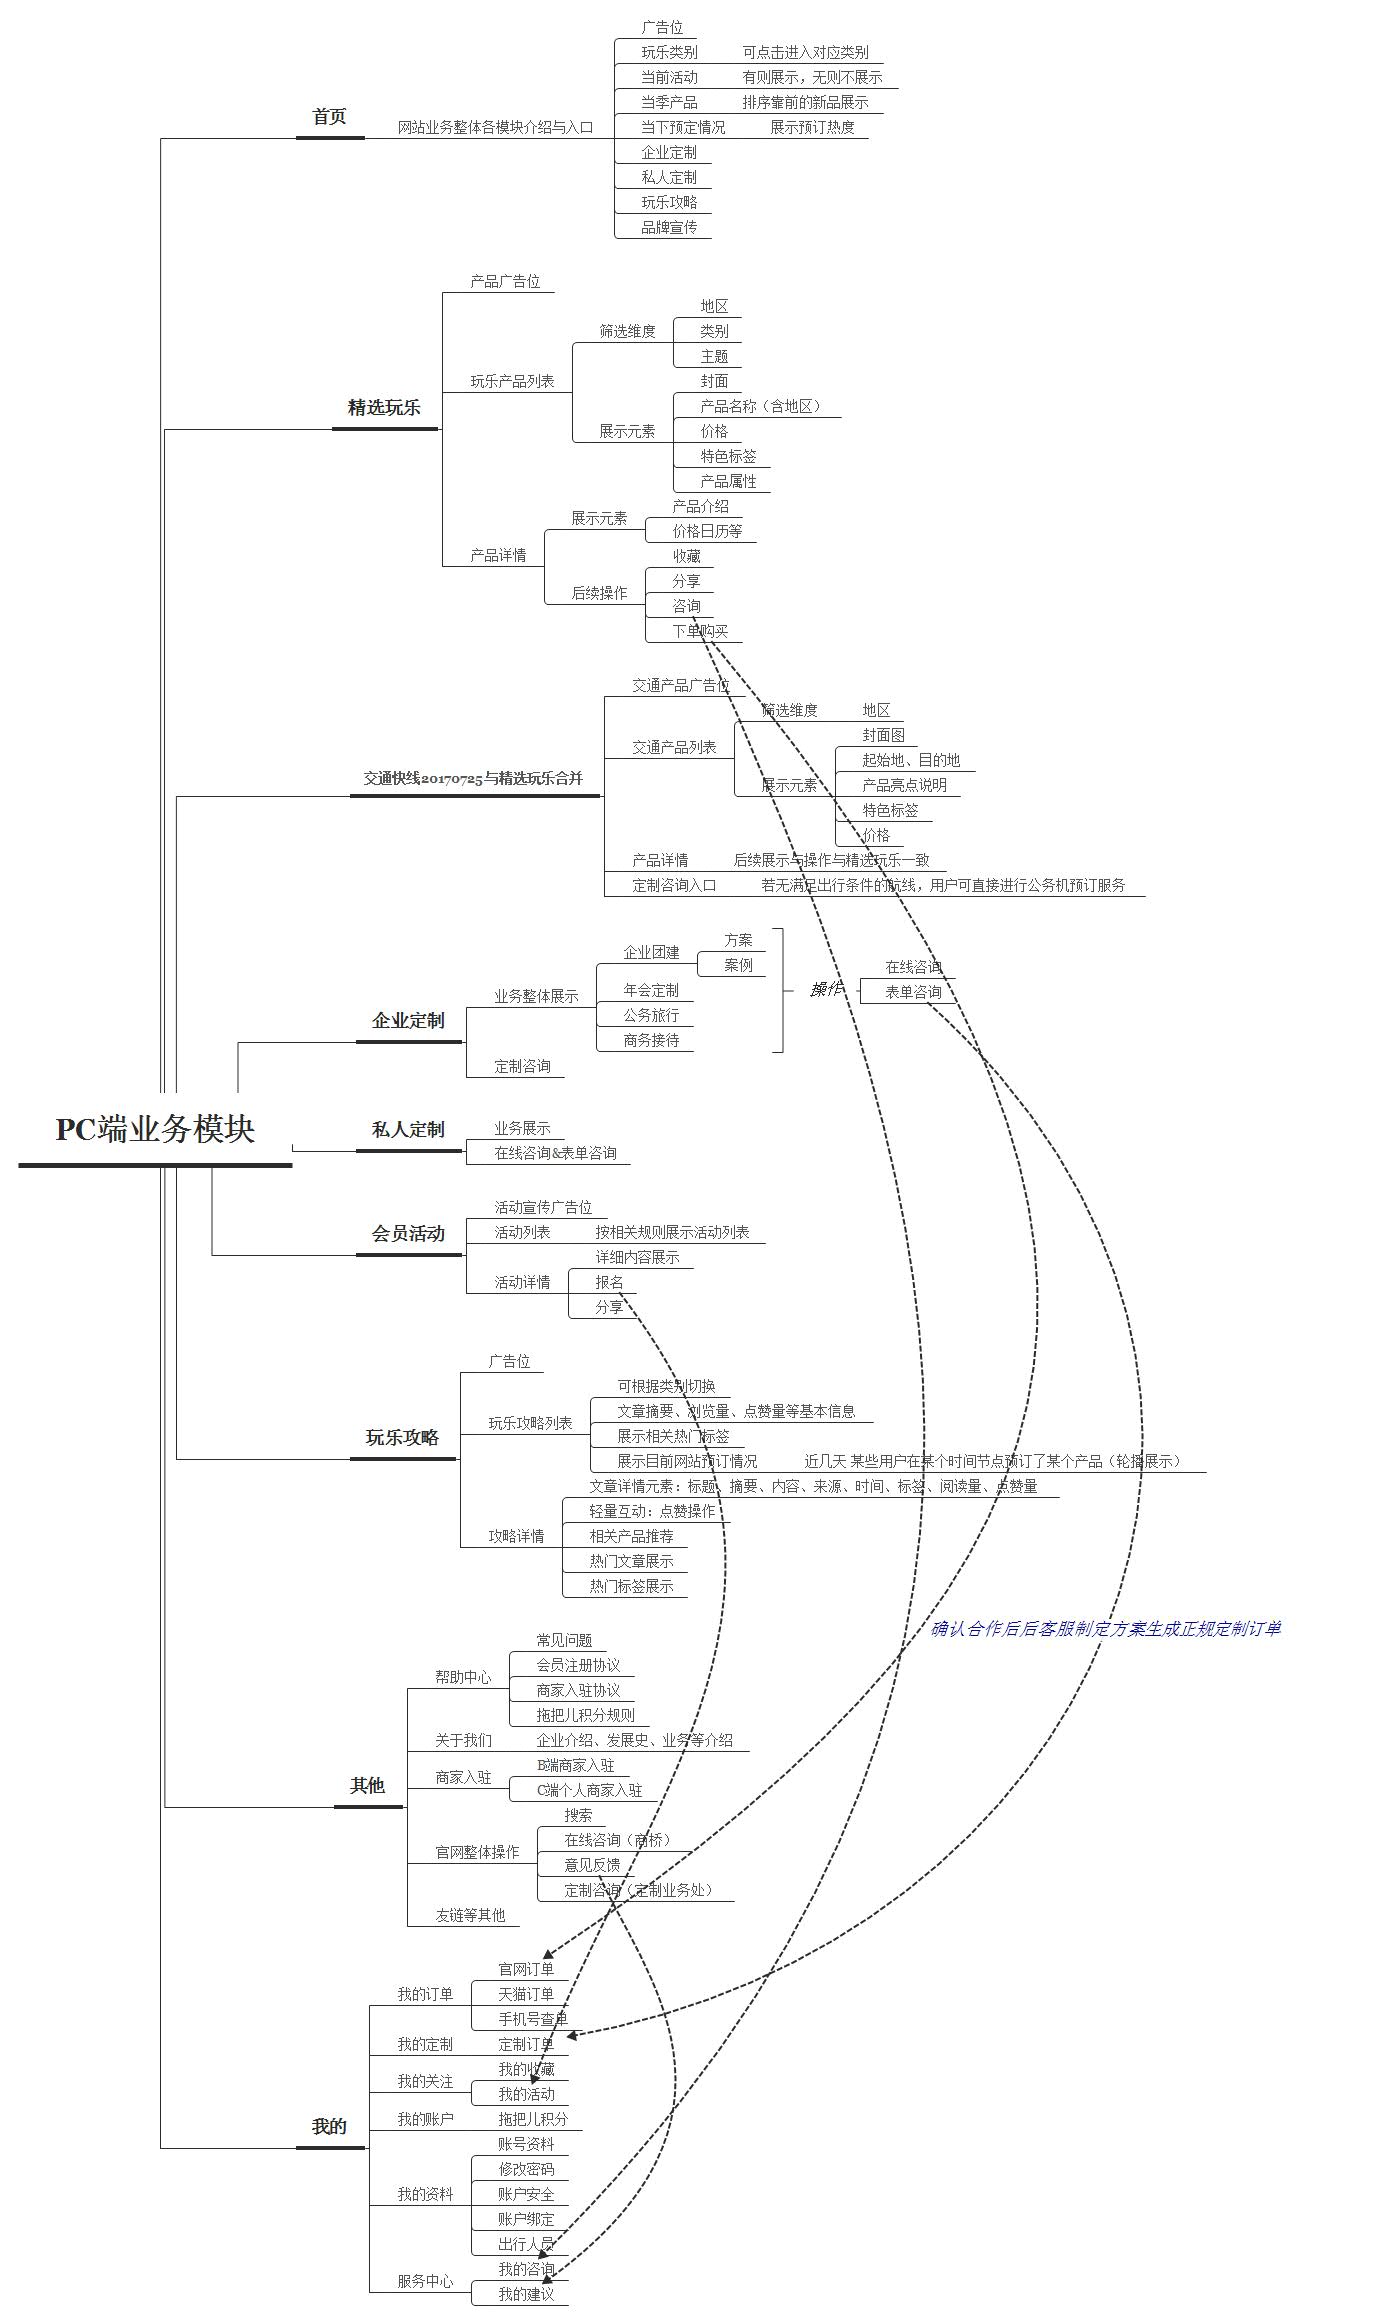 PC端业务模块
首页
网站业务整体各模块介绍与入口
广告位
玩乐类别
可点击进入对应类别
当前活动
有则展示，无则不展示
当季产品
排序靠前的新品展示
当下预定情况
展示预订热度
企业定制
私人定制
玩乐攻略
品牌宣传
精选玩乐
产品广告位
玩乐产品列表
筛选维度
地区
类别
主题
展示元素
封面
产品名称（含地区）
价格
特色标签
产品属性
产品详情
展示元素
产品介绍
价格日历等
后续操作
收藏
分享
咨询
下单购买
交通快线20170725与精选玩乐合并
交通产品广告位
交通产品列表
筛选维度
地区
展示元素
封面图
起始地、目的地
产品亮点说明
特色标签
价格
产品详情
后续展示与操作与精选玩乐一致
定制咨询入口
若无满足出行条件的航线，用户可直接进行公务机预订服务
企业定制
业务整体展示
企业团建
方案
案例
年会定制
公务旅行
商务接待
操作
在线咨询
表单咨询
定制咨询
私人定制
业务展示
在线咨询&表单咨询
会员活动
活动宣传广告位
活动列表
按相关规则展示活动列表
活动详情
详细内容展示
报名
分享
玩乐攻略
广告位
玩乐攻略列表
可根据类别切换
文章摘要、浏览量、点赞量等基本信息
展示相关热门标签
展示目前网站预订情况
近几天 某些用户在某个时间节点预订了某个产品（轮播展示）
攻略详情
文章详情元素：标题、摘要、内容、来源、时间、标签、阅读量、点赞量
轻量互动：点赞操作
相关产品推荐
热门文章展示
热门标签展示
确认合作后后客服制定方案生成正规定制订单
其他
帮助中心
常见问题
会员注册协议
商家入驻协议
拖把儿积分规则
关于我们
企业介绍、发展史、业务等介绍
商家入驻
B端商家入驻
C端个人商家入驻
官网整体操作
搜索
在线咨询（商桥）
意见反馈
定制咨询（定制业务处）
友链等其他
我的
我的订单
官网订单
天猫订单
手机号查单
我的定制
定制订单
我的关注
我的收藏
我的活动
我的账户
拖把儿积分
我的资料
账号资料
修改密码
账户安全
账户绑定
出行人员
服务中心
我的咨询
我的建议